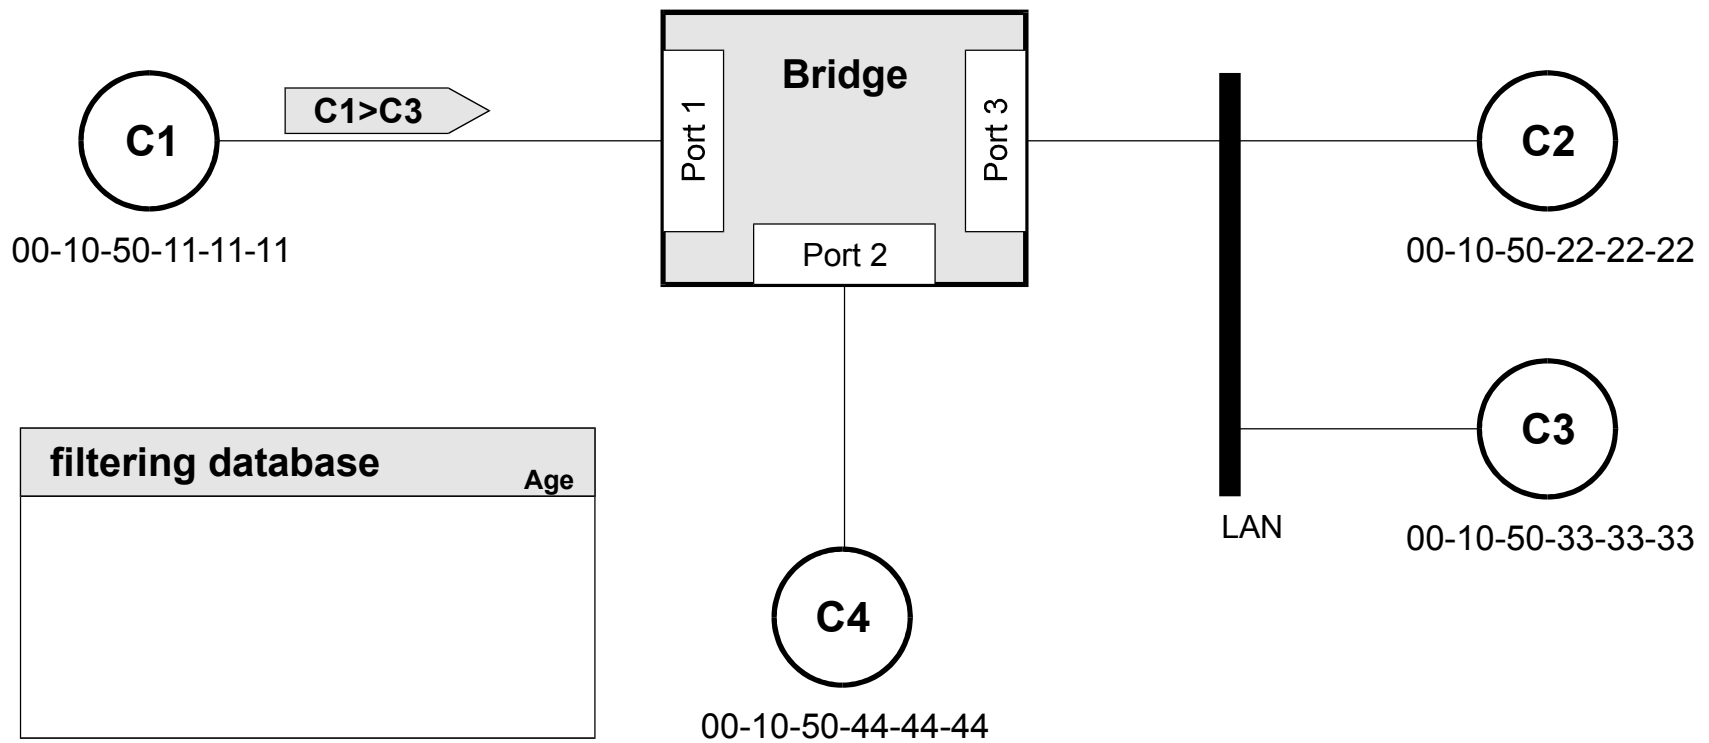 Bridge
C1>C3
Port 1
Port 3
C1
C2
00-10-50-11-11-11
Port 2
00-10-50-22-22-22
C3
filtering database
Age
LAN
00-10-50-33-33-33
C4
00-10-50-44-44-44